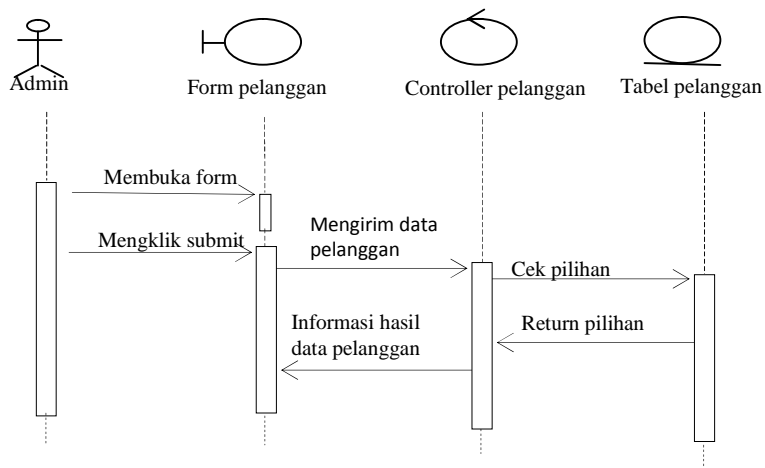 Admin
Form pelanggan
Controller pelanggan
Tabel pelanggan
Membuka form
Mengklik submit
Mengirim data
pelanggan
Cek pilihan
Return pilihan
Informasi hasil
data pelanggan